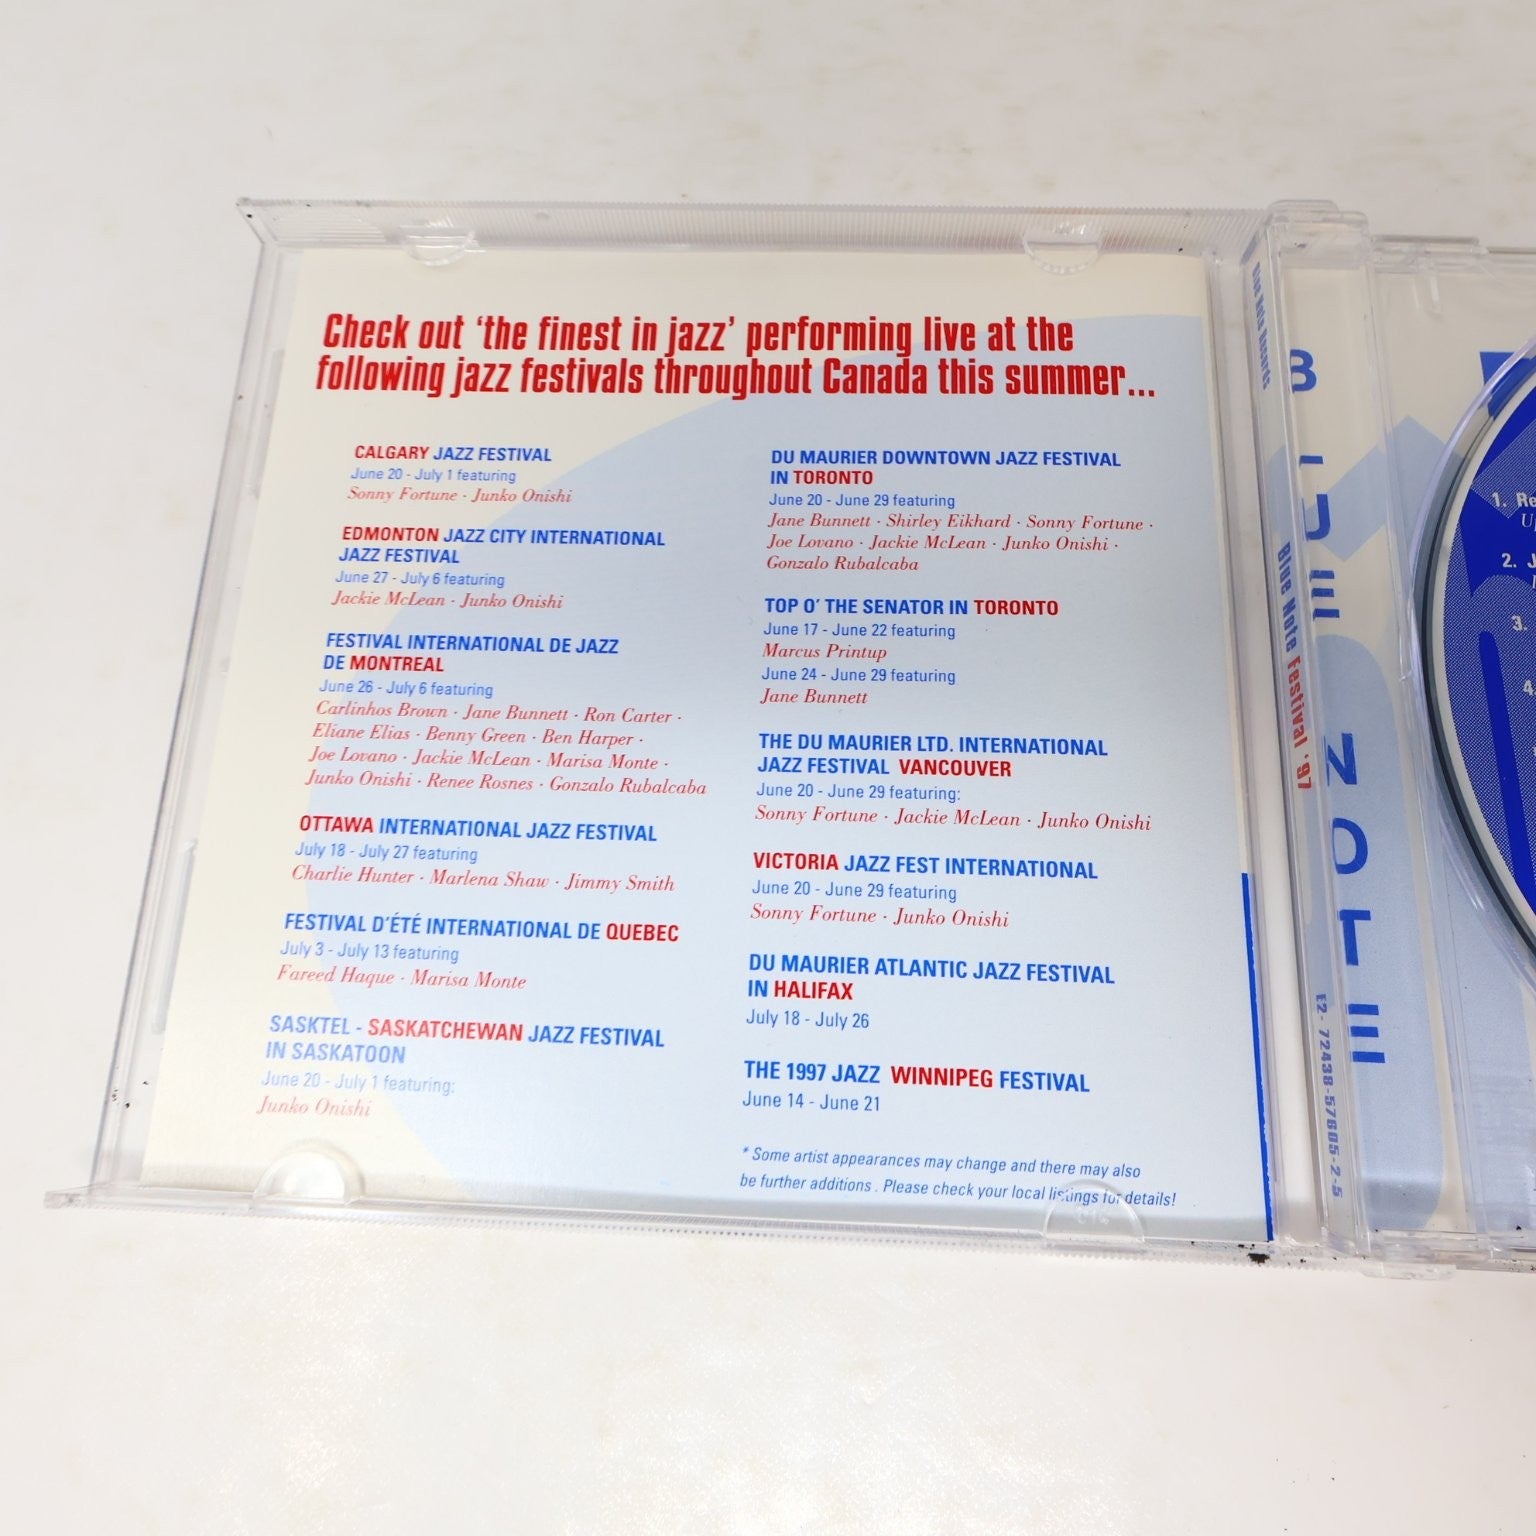 Check out ‘the finest in jazz’ performing live at the
following jazz festivals throughout Canada this summer...
CALGARY JAZZ FESTIVAL
June 20 - July 1 featuring
Sonny Fortune · Junko Onishi
EDMONTON JAZZ CITY INTERNATIONAL
JAZZ FESTIVAL
June 27 - July 6 featuring
Jackie McLean · Junko Onishi
FESTIVAL INTERNATIONAL DE JAZZ
DE MONTREAL
June 26 - July 6 featuring
Carlinhos Brown · Jane Bunnett · Ron Carter ·
Eliane Elias · Benny Green · Ben Harper ·
Joe Lovano · Jackie McLean · Marisa Monte ·
Junko Onishi · Renee Rosnes · Gonzalo Rubalcaba
OTTAWA INTERNATIONAL JAZZ FESTIVAL
July 18 - July 27 featuring
Charlie Hunter · Marlena Shaw · Jimmy Smith
FESTIVAL D'ÉTÉ INTERNATIONAL DE QUEBEC
July 3 - July 13 featuring
Fareed Haque · Marisa Monte
SASKTEL - SASKATCHEWAN JAZZ FESTIVAL
IN SASKATOON
June 20 - July 1 featuring:
Junko Onishi
DU MAURIER DOWNTOWN JAZZ FESTIVAL
IN TORONTO
June 20 - June 29 featuring
Jane Bunnett · Shirley Eikhard · Sonny Fortune ·
Joe Lovano · Jackie McLean · Junko Onishi ·
Gonzalo Rubalcaba
TOP O' THE SENATOR IN TORONTO
June 17 - June 22 featuring
Marcus Printup
June 24 - June 29 featuring
Jane Bunnett
THE DU MAURIER LTD. INTERNATIONAL
JAZZ FESTIVAL VANCOUVER
June 20 - June 29 featuring:
Sonny Fortune · Jackie McLean · Junko Onishi
VICTORIA JAZZ FEST INTERNATIONAL
June 20 - June 29 featuring
Sonny Fortune · Junko Onishi
DU MAURIER ATLANTIC JAZZ FESTIVAL
IN HALIFAX
July 18 - July 26
THE 1997 JAZZ WINNIPEG FESTIVAL
June 14 - June 21
* Some artist appearances may change and there may also
be further additions . Please check your local listings for details!
Blue Note Records
Blue Note Festival '97
t2- 72438-57605-2-5
BLUE NOTE
1. Re
2. J
3.
4